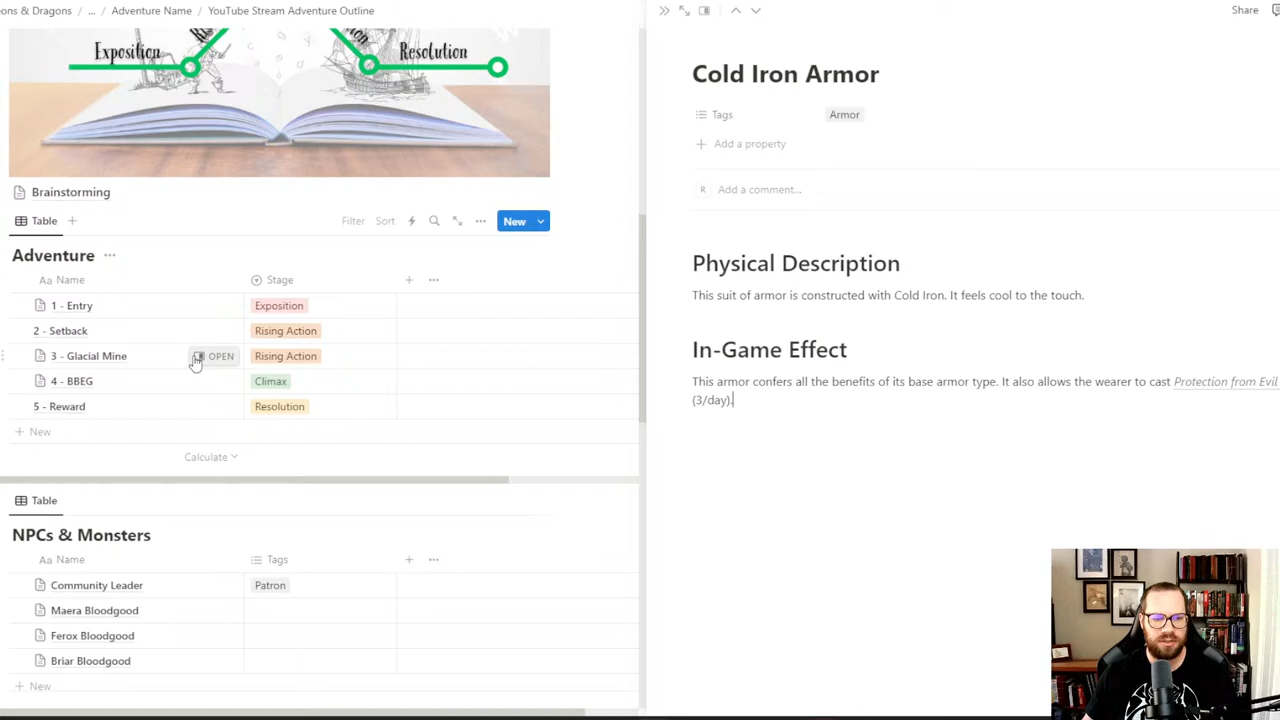 ons & Dragons / ... / Adventure Name / YouTube Stream Adventure Outline
Exposition
Resolution
Brainstorming
Table
Filter Sort New
Adventure
Aa Name Stage
1 - Entry Exposition
2 - Setback Rising Action
3 - Glacial Mine OPEN Rising Action
4 - BBEG Climax
5 - Reward Resolution
New
Calculate
Table
NPCs & Monsters
Aa Name Tags
Community Leader Patron
Maera Bloodgood
Ferox Bloodgood
Briar Bloodgood
New
Share
Cold Iron Armor
Tags Armor
Add a property
R Add a comment...
Physical Description
This suit of armor is constructed with Cold Iron. It feels cool to the touch.
In-Game Effect
This armor confers all the benefits of its base armor type. It also allows the wearer to cast Protection from Evil
(3/day).